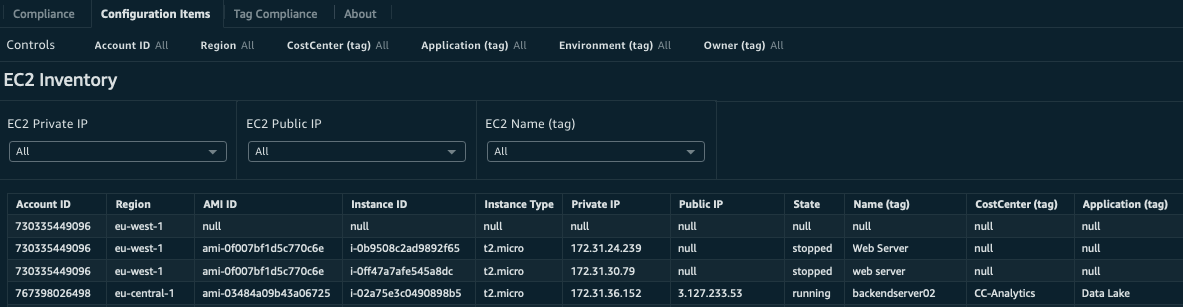 Compliance Configuration Items Tag Compliance About
Controls Account ID All Region All CostCenter (tag) All Application (tag) All Environment (tag) All Owner (tag) All
EC2 Inventory
EC2 Private IP EC2 Public IP EC2 Name (tag)
All All All
Account ID Region AMI ID Instance ID Instance Type Private IP Public IP State Name (tag) CostCenter (tag) Application (tag)
730335449096 eu-west-1 null null null null null null null null null
730335449096 eu-west-1 ami-0f007bf1d5c770c6e i-0b9508c2ad9892f65 t2.micro 172.31.24.239 null stopped Web Server null null
730335449096 eu-west-1 ami-0f007bf1d5c770c6e i-0ff47a7afe545a8dc t2.micro 172.31.30.79 null stopped web server null null
767398026498 eu-central-1 ami-03484a09b43a06725 i-02a75e3c0490898b5 t2.micro 172.31.36.152 3.127.233.53 running backendserver02 CC-Analytics Data Lake